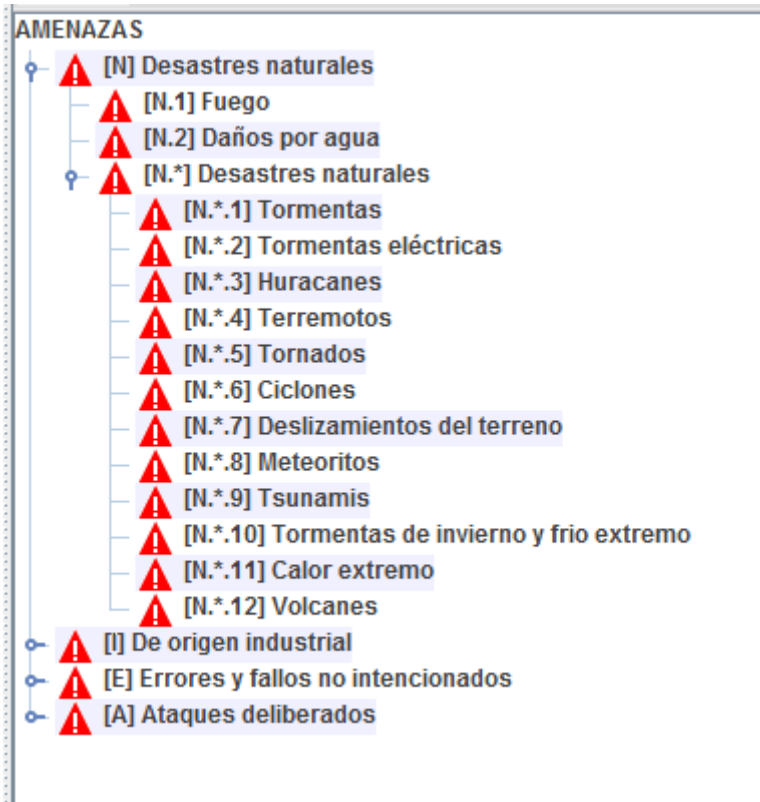 AMENAZAS
[N] Desastres naturales
[N.1] Fuego
[N.2] Daños por agua
[N.*] Desastres naturales
[N.*.1] Tormentas
[N.*.2] Tormentas eléctricas
[N.*.3] Huracanes
[N.*.4] Terremotos
[N.*.5] Tornados
[N.*.6] Ciclones
[N.*.7] Deslizamientos del terreno
[N.*.8] Meteoritos
[N.*.9] Tsunamis
[N.*.10] Tormentas de invierno y frio extremo
[N.*.11] Calor extremo
[N.*.12] Volcanes
[I] De origen industrial
[E] Errores y fallos no intencionados
[A] Ataques deliberados